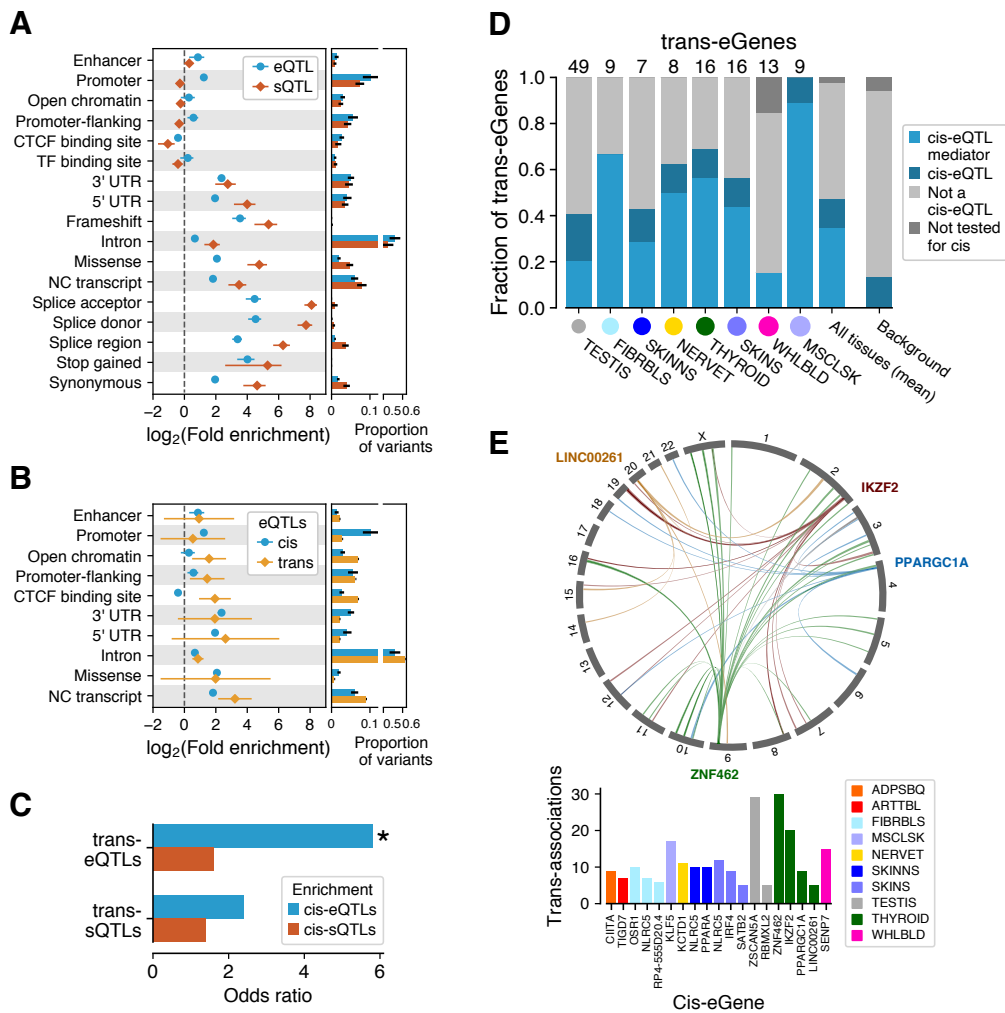 A
Enhancer
Promoter
Open chromatin
Promoter-flanking
CTCF binding site
TF binding site
3' UTR
5' UTR
Frameshift
Intron
Missense
NC transcript
Splice acceptor
Splice donor
Splice region
Stop gained
Synonymous
eQTL
sQTL
−2 0 2 4 6 8
log2(Fold enrichment)
0.1 0.5 0.6
Proportion
of variants
B
Enhancer
Promoter
Open chromatin
Promoter-flanking
CTCF binding site
3' UTR
5' UTR
Intron
Missense
NC transcript
eQTLs
cis
trans
−2 0 2 4 6 8
log2(Fold enrichment)
0.1 0.5 0.6
Proportion
of variants
C
trans-
eQTLs
*
trans-
sQTLs
Enrichment
cis-eQTLs
cis-sQTLs
0 2 4 6
Odds ratio
D
trans-eGenes
49 9 7 8 16 16 13 9
1.0
0.8
0.6
0.4
0.2
0.0
Fraction of trans-eGenes
TESTIS
FIBRBLS
SKINNS
NERVET
THYROID
SKINS
WHLBLD
MSCLSK
All tissues (mean)
Background
cis-eQTL
mediator
cis-eQTL
Not a
cis-eQTL
Not tested
for cis
E
LINC00261
IKZF2
PPARGC1A
ZNF462
1
2
3
4
5
6
7
8
9
10
11
12
13
14
15
16
17
18
19
20
21
22
X
30
20
10
0
Trans-associations
CIITA
TIGD7
OSR1
NLRC5
RP4-555D20.4
KLF5
KCTD1
NLRC5
PPARA
NLRC5
IRF4
SATB2
ZSCAN5A
RBMXL2
ZNF462
IKZF2
PPARGC1A
LINC00261
SENP7
Cis-eGene
ADPSBQ
ARTTBL
FIBRBLS
MSCLSK
NERVET
SKINNS
SKINS
TESTIS
THYROID
WHLBLD